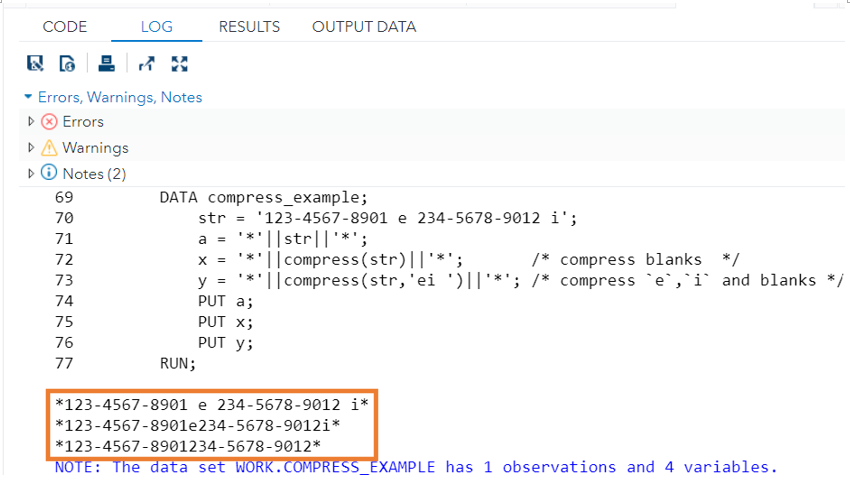 CODE LOG RESULTS OUTPUT DATA
Errors, Warnings, Notes
Errors
Warnings
Notes (2)
69 DATA compress_example;
70 str = '123-4567-8901 e 234-5678-9012 i';
71 a = '*'||str||'*';
72 x = '*'||compress(str)||'*'; /* compress blanks */
73 y = '*'||compress(str,'ei ')||'*'; /* compress `e`,`i` and blanks */
74 PUT a;
75 PUT x;
76 PUT y;
77 RUN;
*123-4567-8901 e 234-5678-9012 i*
*123-4567-8901e234-5678-9012i*
*123-4567-8901234-5678-9012*
NOTE: The data set WORK.COMPRESS_EXAMPLE has 1 observations and 4 variables.